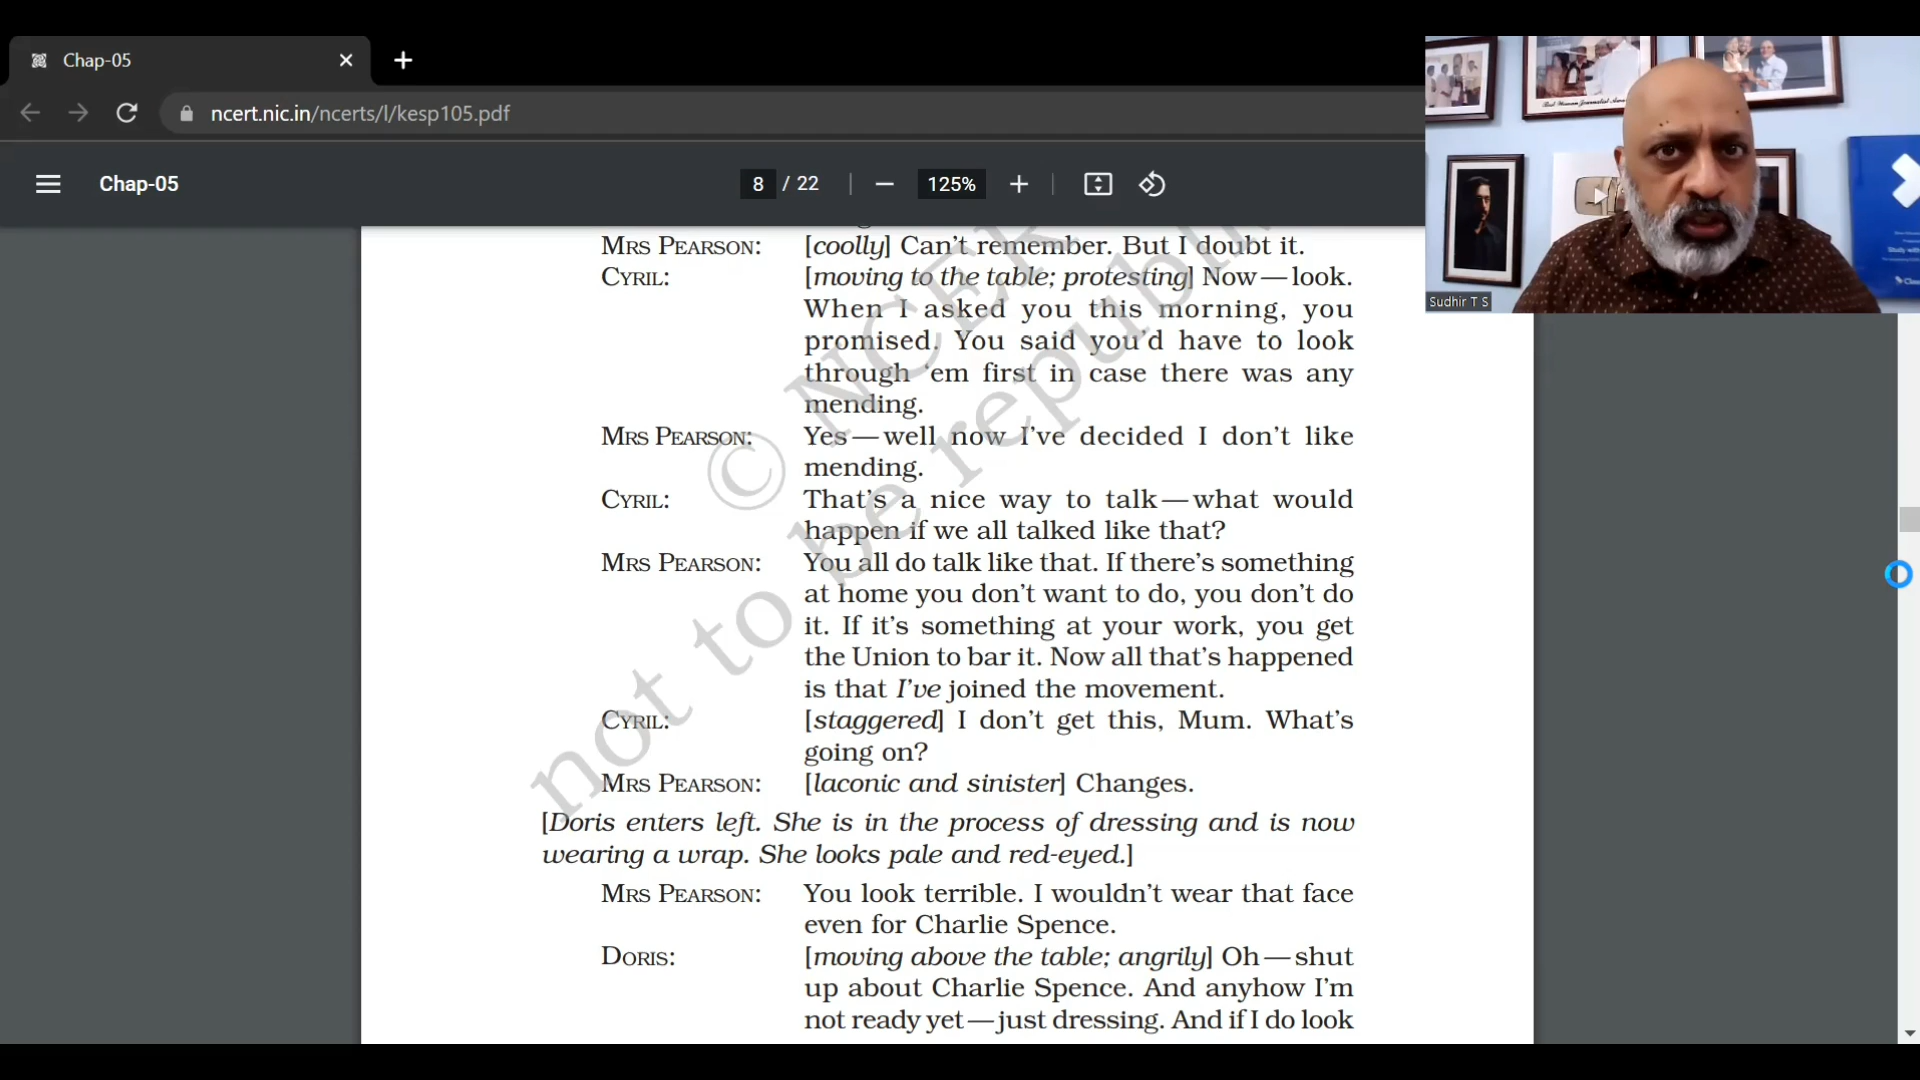 Chap-05
ncert.nic.in/ncerts/l/kesp105.pdf
Chap-05
8 / 22
125%
MRS PEARSON: [coolly] Can't remember. But I doubt it.
CYRIL: [moving to the table; protesting] Now—look.
When I asked you this morning, you
promised. You said you'd have to look
through 'em first in case there was any
mending.
MRS PEARSON: Yes—well now I've decided I don't like
mending.
CYRIL: That's a nice way to talk—what would
happen if we all talked like that?
MRS PEARSON: You all do talk like that. If there's something
at home you don't want to do, you don't do
it. If it's something at your work, you get
the Union to bar it. Now all that's happened
is that I've joined the movement.
CYRIL: [staggered] I don't get this, Mum. What's
going on?
MRS PEARSON: [laconic and sinister] Changes.
[Doris enters left. She is in the process of dressing and is now
wearing a wrap. She looks pale and red-eyed.]
MRS PEARSON: You look terrible. I wouldn't wear that face
even for Charlie Spence.
DORIS: [moving above the table; angrily] Oh—shut
up about Charlie Spence. And anyhow I'm
not ready yet—just dressing. And if I do look
© NCER
not to be republi
Sudhir T S